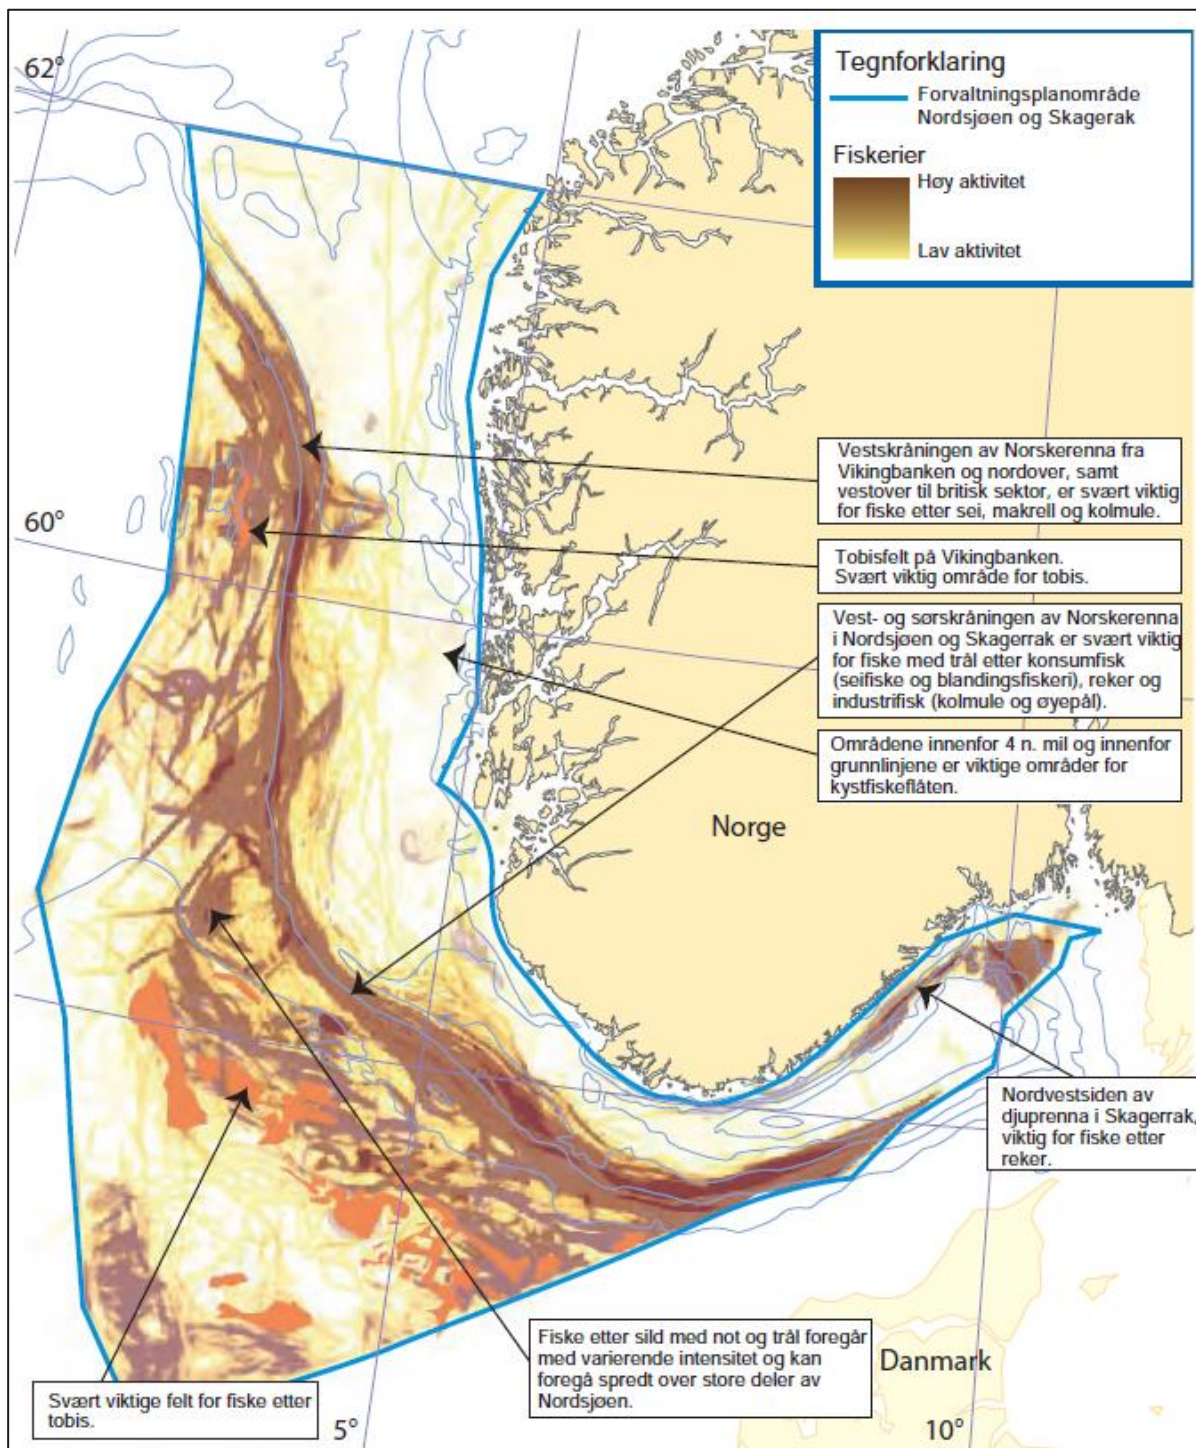 62°
Tegnforklaring
Forvaltningsplanområde
Nordsjøen og Skagerak
Fiskerier
Høy aktivitet
Lav aktivitet
Vestskråningen av Norskerenna fra
Vikingbanken og nordover, samt
vestover til britisk sektor, er svært viktig
for fiske etter sei, makrell og kolmule.
60°
Tobisfelt på Vikingbanken.
Svært viktig område for tobis.
Vest- og sørskråningen av Norskerenna
i Nordsjøen og Skagerrak er svært viktig
for fiske med trål etter konsumfisk
(seifiske og blandingsfiskeri), reker og
industrifisk (kolmule og øyepål).
Områdene innenfor 4 n. mil og innenfor
grunnlinjene er viktige områder for
kystfiskeflåten.
Norge
Nordvestsiden av
djuprenna i Skagerrak,
viktig for fiske etter
reker.
Fiske etter sild med not og trål foregår
med varierende intensitet og kan
foregå spredt over store deler av
Nordsjøen.
Danmark
Svært viktige felt for fiske etter
tobis.
5°
10°